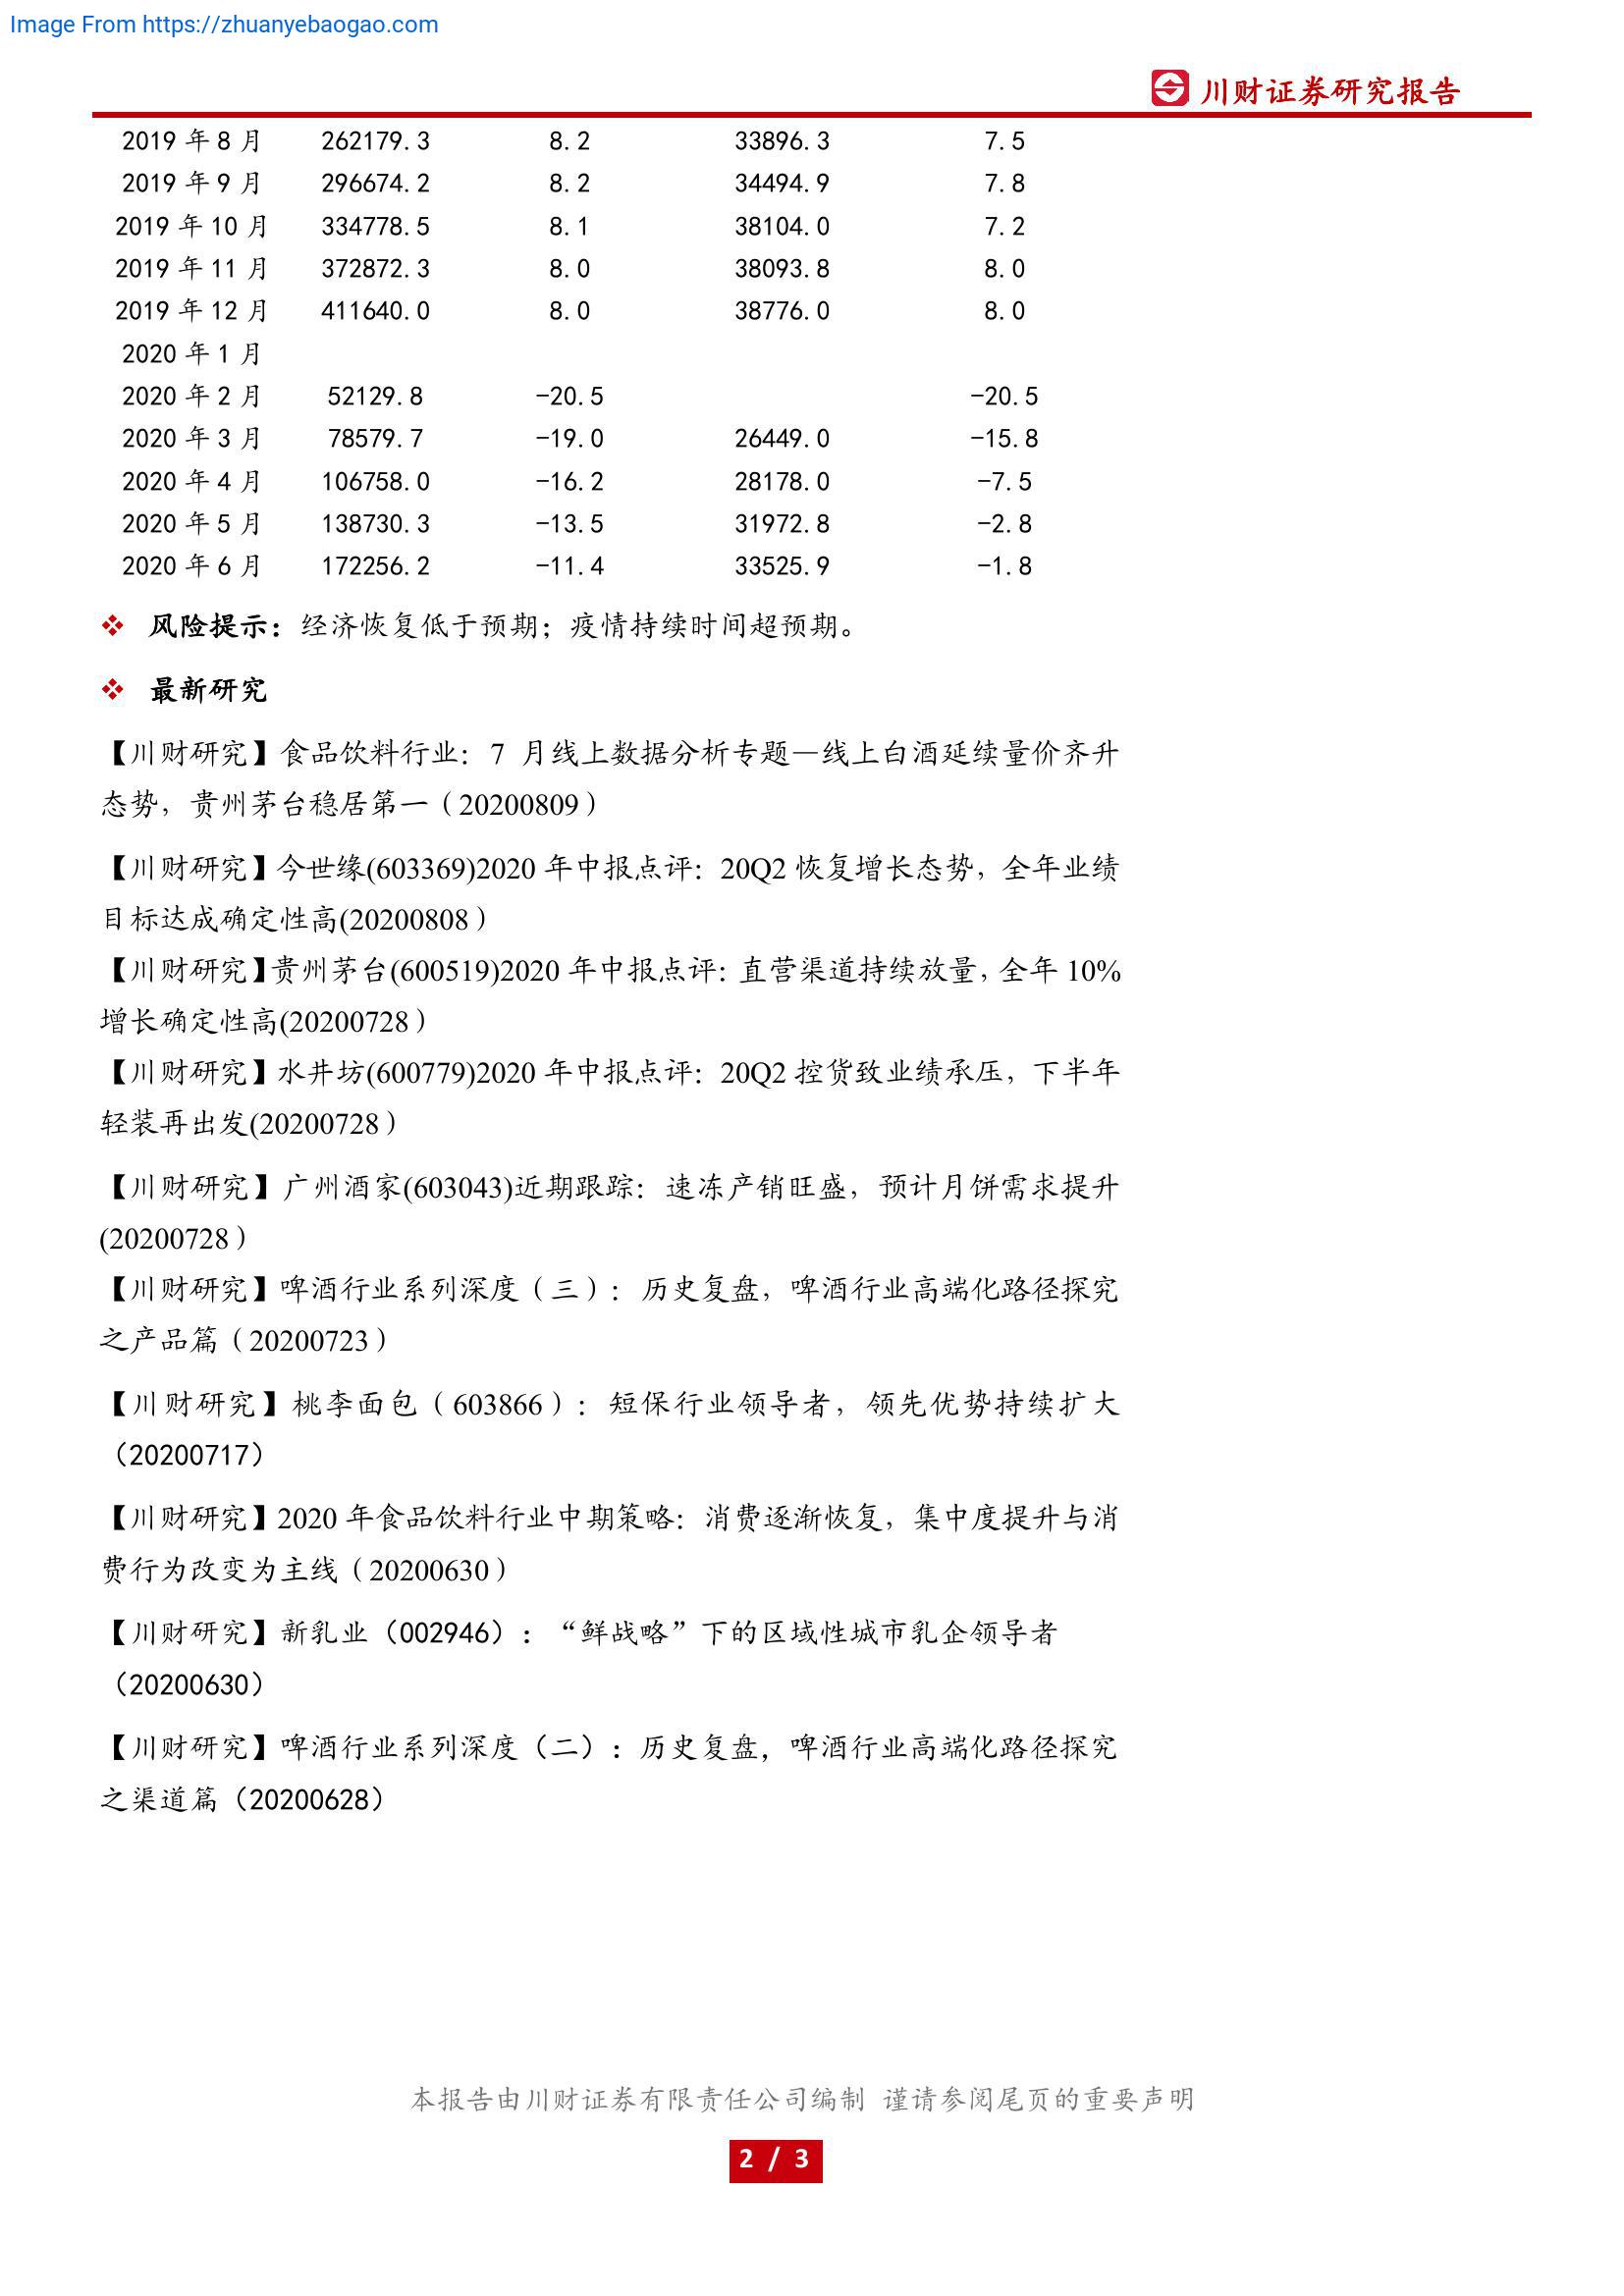 Image From https://zhuanyebaogao.com
川财证券研究报告
2019 年 8 月 262179.3 8.2 33896.3 7.5
2019 年 9 月 296674.2 8.2 34494.9 7.8
2019 年 10 月 334778.5 8.1 38104.0 7.2
2019 年 11 月 372872.3 8.0 38093.8 8.0
2019 年 12 月 411640.0 8.0 38776.0 8.0
2020 年 1 月
2020 年 2 月 52129.8 -20.5 -20.5
2020 年 3 月 78579.7 -19.0 26449.0 -15.8
2020 年 4 月 106758.0 -16.2 28178.0 -7.5
2020 年 5 月 138730.3 -13.5 31972.8 -2.8
2020 年 6 月 172256.2 -11.4 33525.9 -1.8
❖ 风险提示：经济恢复低于预期；疫情持续时间超预期。
❖ 最新研究
【川财研究】食品饮料行业：7 月线上数据分析专题—线上白酒延续量价齐升
态势，贵州茅台稳居第一（20200809）
【川财研究】今世缘(603369)2020 年中报点评：20Q2 恢复增长态势，全年业绩
目标达成确定性高(20200808）
【川财研究】贵州茅台(600519)2020 年中报点评：直营渠道持续放量，全年 10%
增长确定性高(20200728）
【川财研究】水井坊(600779)2020 年中报点评：20Q2 控货致业绩承压，下半年
轻装再出发(20200728）
【川财研究】广州酒家(603043)近期跟踪：速冻产销旺盛，预计月饼需求提升
(20200728）
【川财研究】啤酒行业系列深度（三）：历史复盘，啤酒行业高端化路径探究
之产品篇（20200723）
【川财研究】桃李面包（603866）：短保行业领导者，领先优势持续扩大
（20200717）
【川财研究】2020 年食品饮料行业中期策略：消费逐渐恢复，集中度提升与消
费行为改变为主线（20200630）
【川财研究】新乳业（002946）：“鲜战略”下的区域性城市乳企领导者
（20200630）
【川财研究】啤酒行业系列深度（二）：历史复盘，啤酒行业高端化路径探究
之渠道篇（20200628）
本报告由川财证券有限责任公司编制 谨请参阅尾页的重要声明
2 / 3